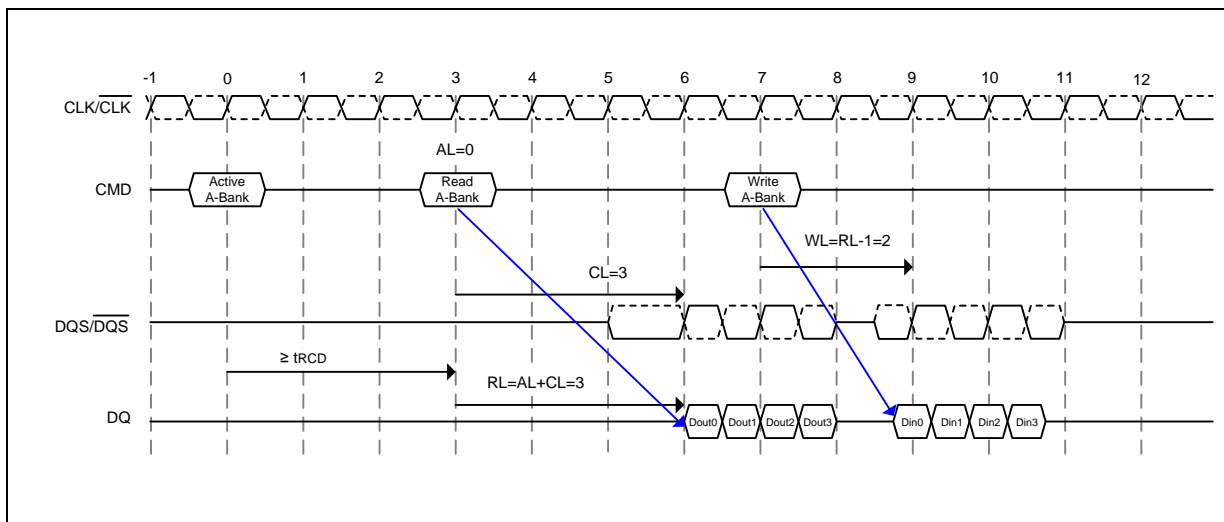 -1 0 1 2 3 4 5 6 7 8 9 10 11 12
CLK/CLK
AL=0
CMD
Active
A-Bank
Read
A-Bank
Write
A-Bank
WL=RL-1=2
CL=3
DQS/DQS
≥ tRCD
RL=AL+CL=3
DQ
Dout0 Dout1 Dout2 Dout3 Din0 Din1 Din2 Din3